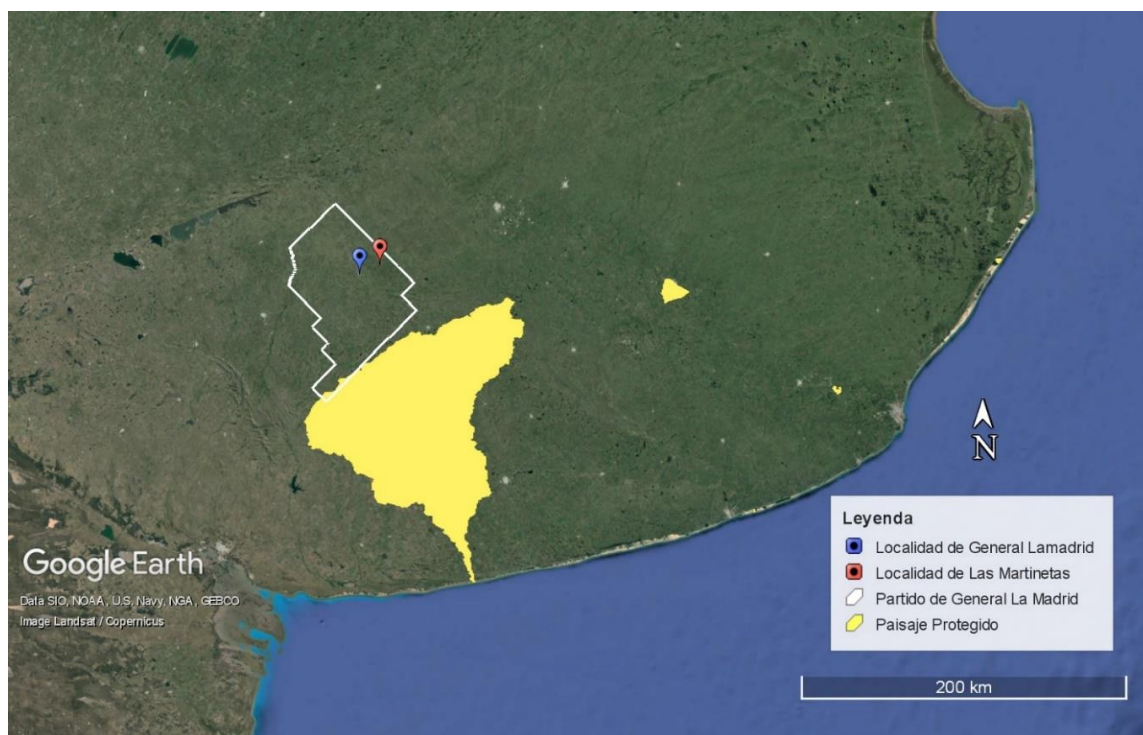 N
Leyenda
Localidad de General Lamadrid
Localidad de Las Martinetas
Partido de General La Madrid
Paisaje Protegido
Google Earth
Data SIO, NOAA, U.S. Navy, NGA, GEBCO
Image Landsat / Copernicus
200 km